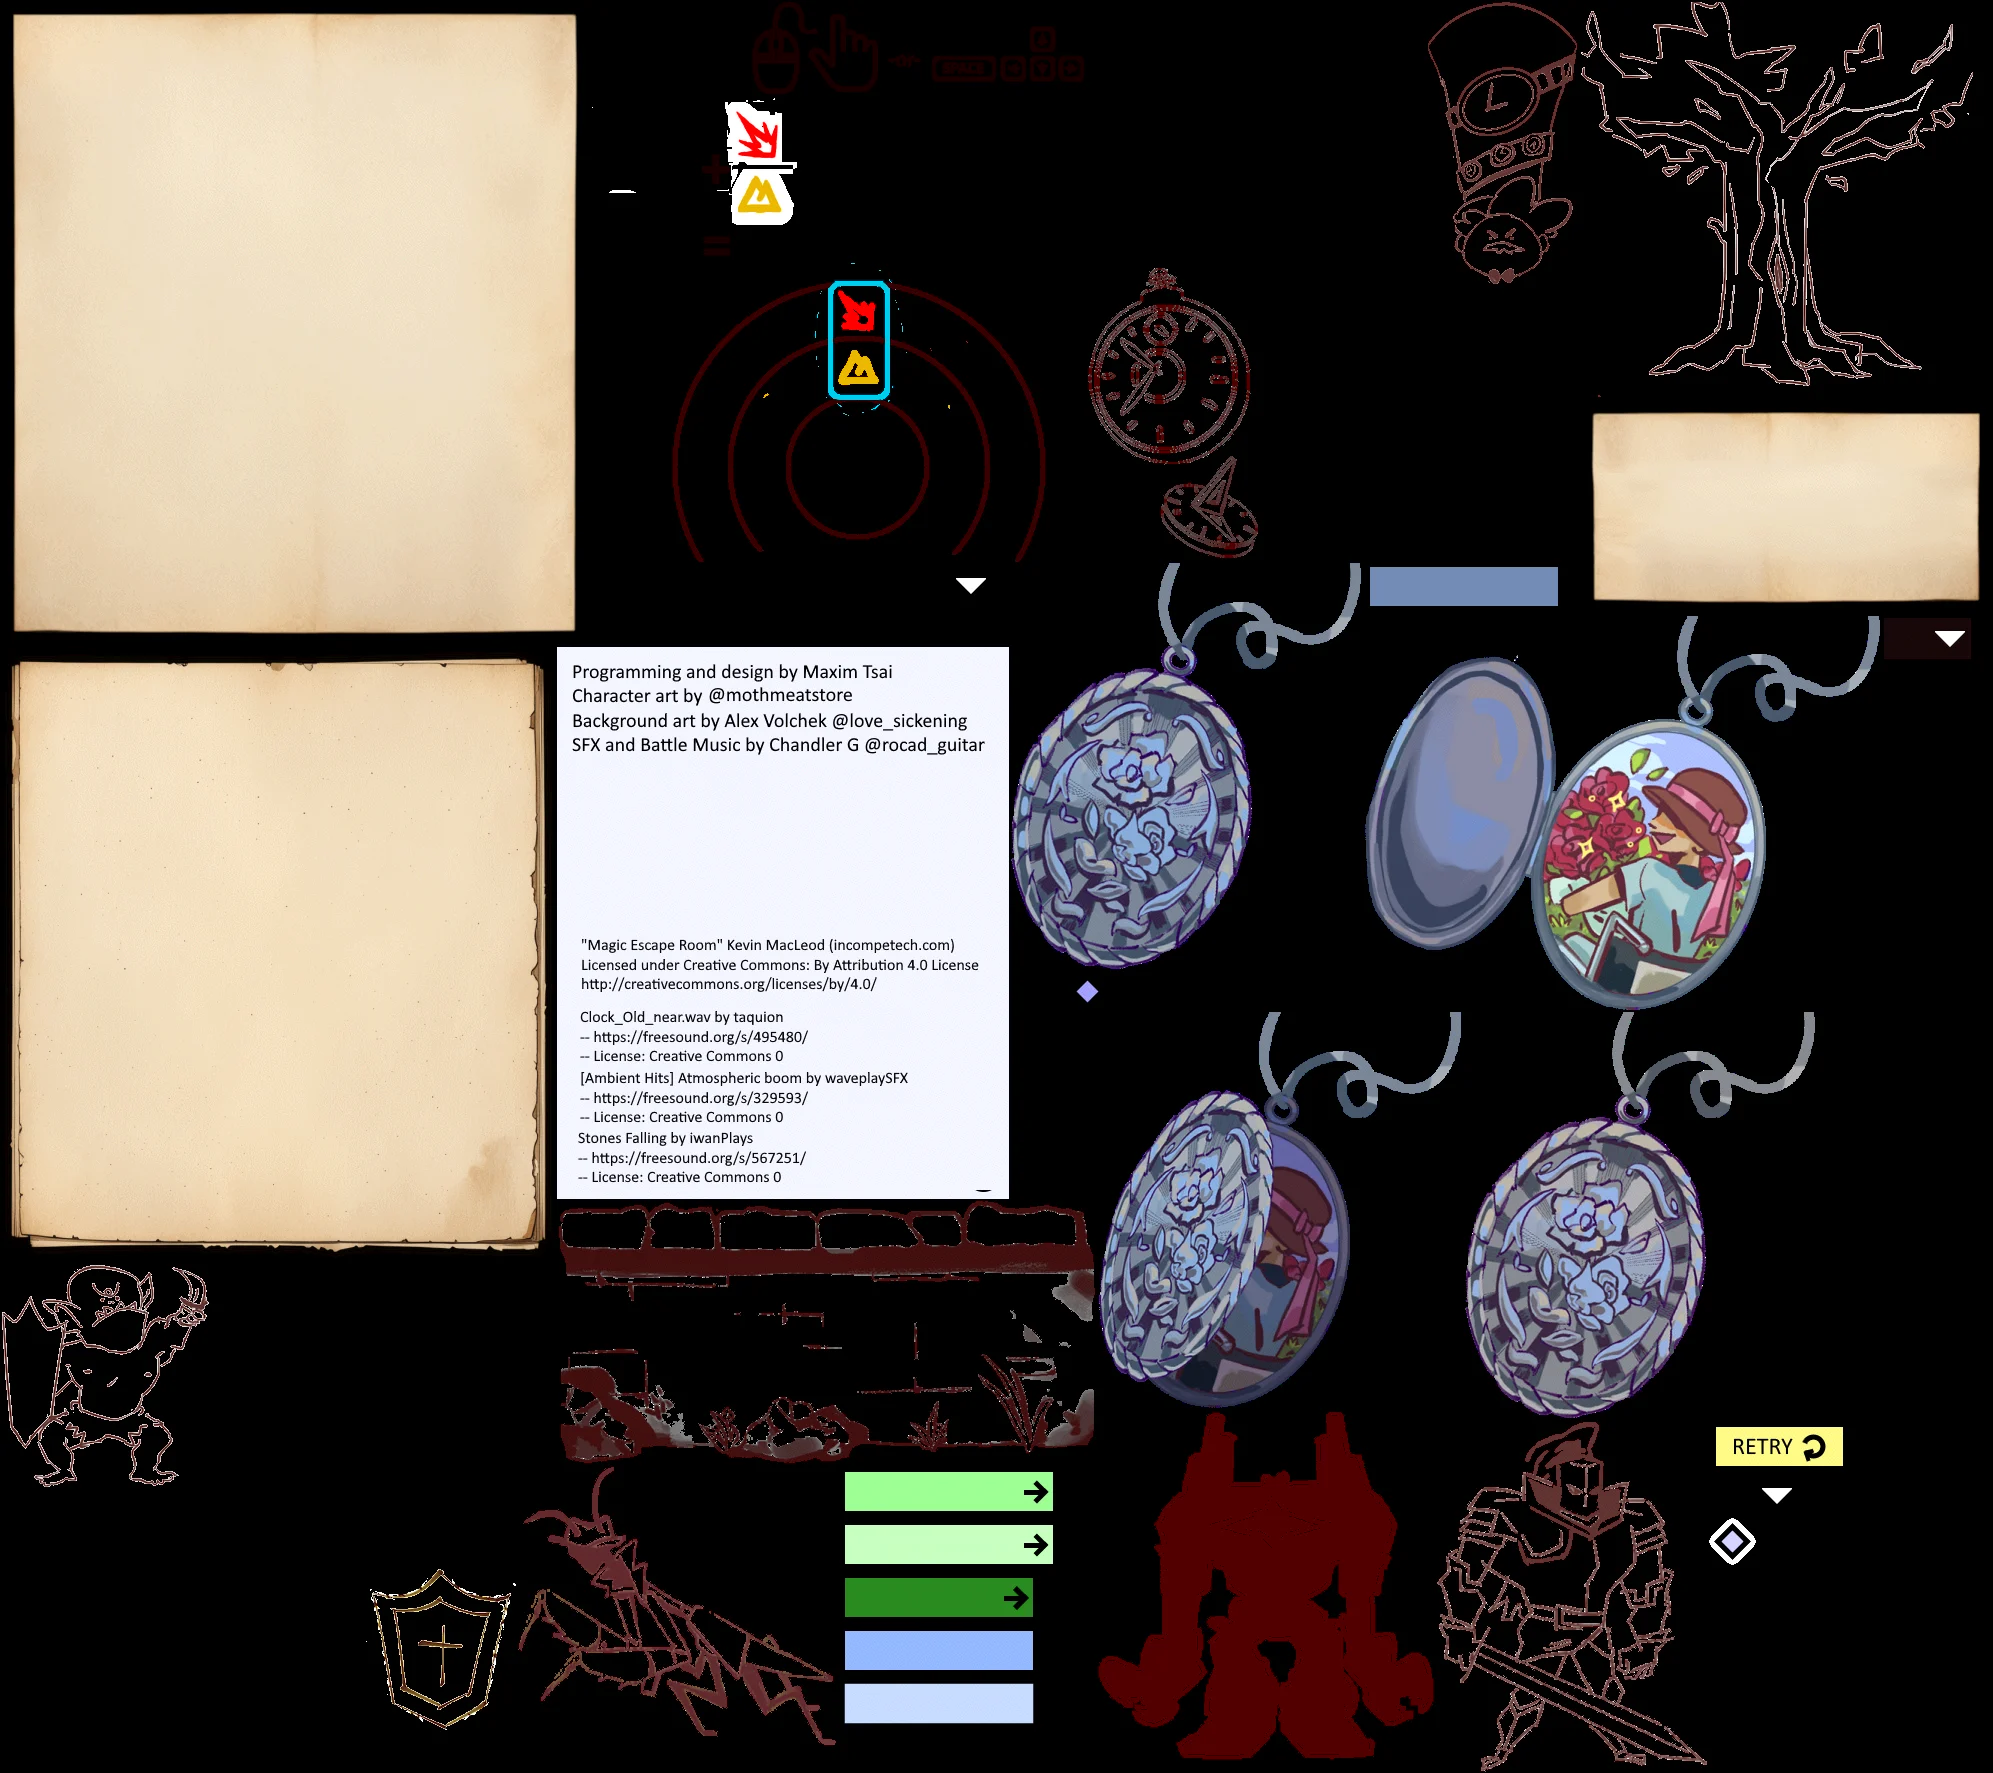 Programming and design by Maxim Tsai
Character art by @mothmeatstore
Background art by Alex Volchek @love_sickening
SFX and Battle Music by Chandler G @rocad_guitar
"Magic Escape Room" Kevin MacLeod (incompetech.com)
Licensed under Creative Commons: By Attribution 4.0 License
http://creativecommons.org/licenses/by/4.0/
Clock_Old_near.wav by taquion
-- https://freesound.org/s/495480/
-- License: Creative Commons 0
[Ambient Hits] Atmospheric boom by waveplaySFX
-- https://freesound.org/s/329593/
-- License: Creative Commons 0
Stones Falling by iwanPlays
-- https://freesound.org/s/567251/
-- License: Creative Commons 0
RETRY